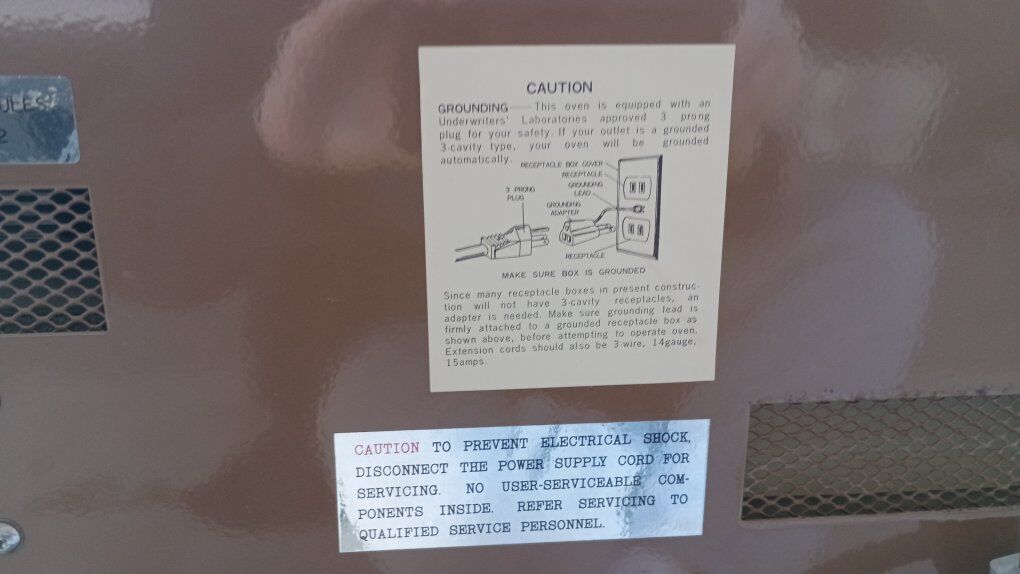 2
CAUTION
GROUNDING — This oven is equipped with an
Underwriters' Laboratories approved 3 prong
plug for your safety. If your outlet is a grounded
3-cavity type, your oven will be grounded
automatically.
RECEPTACLE BOX COVER
RECEPTACLE
GROUNDING
LEAD
3 PRONG
PLUG
GROUNDING
ADAPTER
RECEPTACLE
MAKE SURE BOX IS GROUNDED
Since many receptacle boxes in present construc-
tion will not have 3-cavity receptacles, an
adapter is needed. Make sure grounding lead is
firmly attached to a grounded receptacle box as
shown above, before attempting to operate oven.
Extension cords should also be 3-wire, 14gauge,
15amps.
CAUTION TO PREVENT ELECTRICAL SHOCK,
DISCONNECT THE POWER SUPPLY CORD FOR
SERVICING. NO USER-SERVICEABLE COM-
PONENTS INSIDE. REFER SERVICING TO
QUALIFIED SERVICE PERSONNEL.